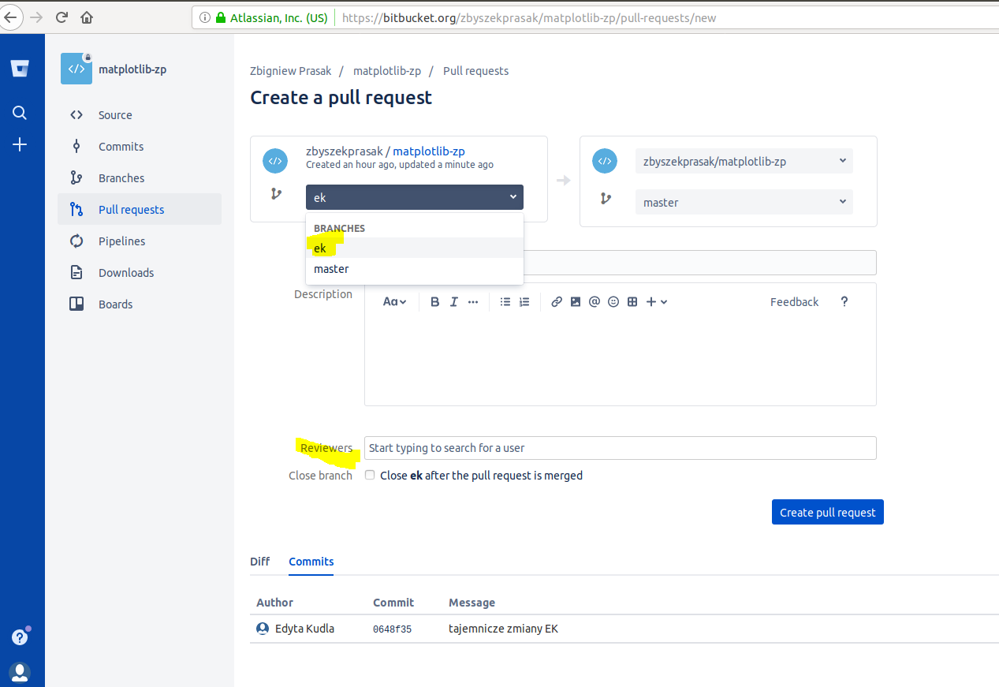 Atlassian, Inc. (US) https://bitbucket.org/zbyszekprasak/matplotlib-zp/pull-requests/new
matplotlib-zp
Source
Commits
Branches
Pull requests
Pipelines
Downloads
Boards
Zbigniew Prasak / matplotlib-zp / Pull requests
Create a pull request
zbyszekprasak / matplotlib-zp
Created an hour ago, updated a minute ago
ek
BRANCHES
ek
master
zbyszekprasak/matplotlib-zp
master
Description
Aa B I ... @ + Feedback ?
Reviewers Start typing to search for a user
Close branch Close ek after the pull request is merged
Create pull request
Diff Commits
Author Commit Message
Edyta Kudla 0648f35 tajemnicze zmiany EK